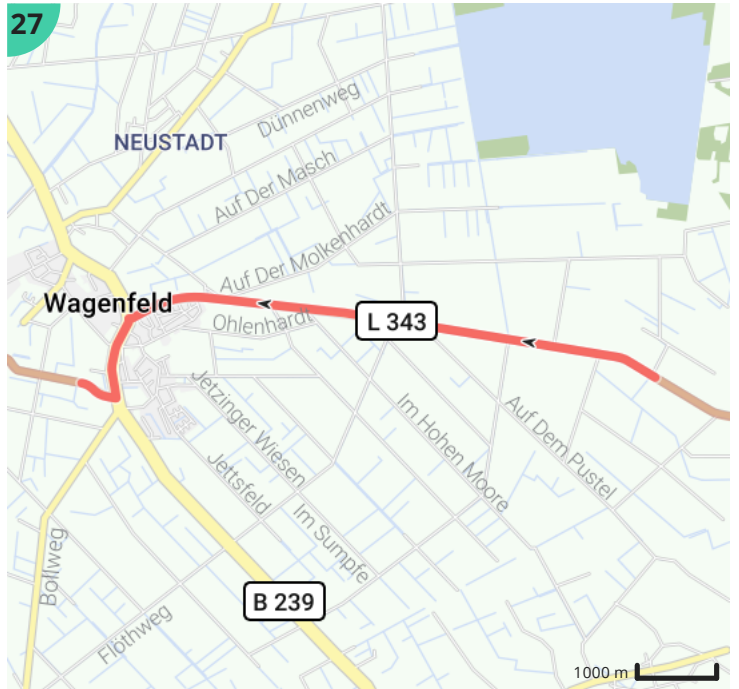 27
Dünnenweg
NEUSTADT
Auf Der Masch
Auf Der Molkenhardt
Wagenfeld
Ohlenhardt
L 343
Jetzinger Wiesen
Im Hohen Moore
Auf Dem Pustel
Jettsfeld
Im Sumpfe
Bollweg
B 239
Flöthweg
1000 m